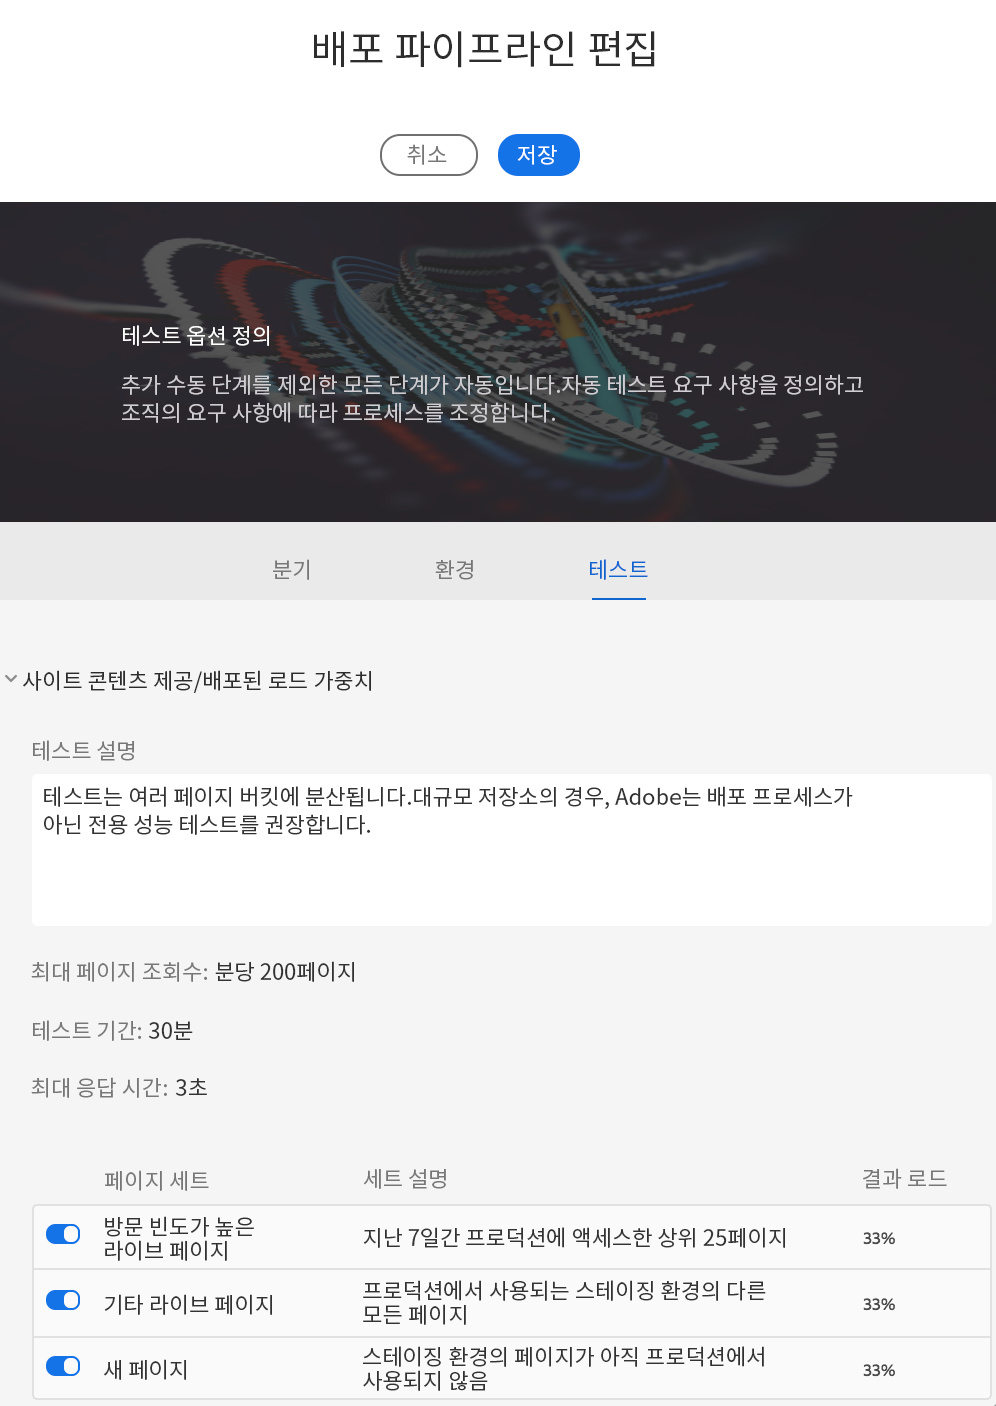 배포 파이프라인 편집
취소 저장
테스트 옵션 정의
추가 수동 단계를 제외한 모든 단계가 자동입니다.자동 테스트 요구 사항을 정의하고
조직의 요구 사항에 따라 프로세스를 조정합니다.
분기 환경 테스트
사이트 콘텐츠 제공/배포된 로드 가중치
테스트 설명
테스트는 여러 페이지 버킷에 분산됩니다.대규모 저장소의 경우, Adobe는 배포 프로세스가
아닌 전용 성능 테스트를 권장합니다.
최대 페이지 조회수: 분당 200페이지
테스트 기간: 30분
최대 응답 시간: 3초
페이지 세트 세트 설명 결과 로드
방문 빈도가 높은
라이브 페이지
지난 7일간 프로덕션에 액세스한 상위 25페이지
33%
기타 라이브 페이지
프로덕션에서 사용되는 스테이징 환경의 다른
모든 페이지
33%
새 페이지
스테이징 환경의 페이지가 아직 프로덕션에서
사용되지 않음
33%